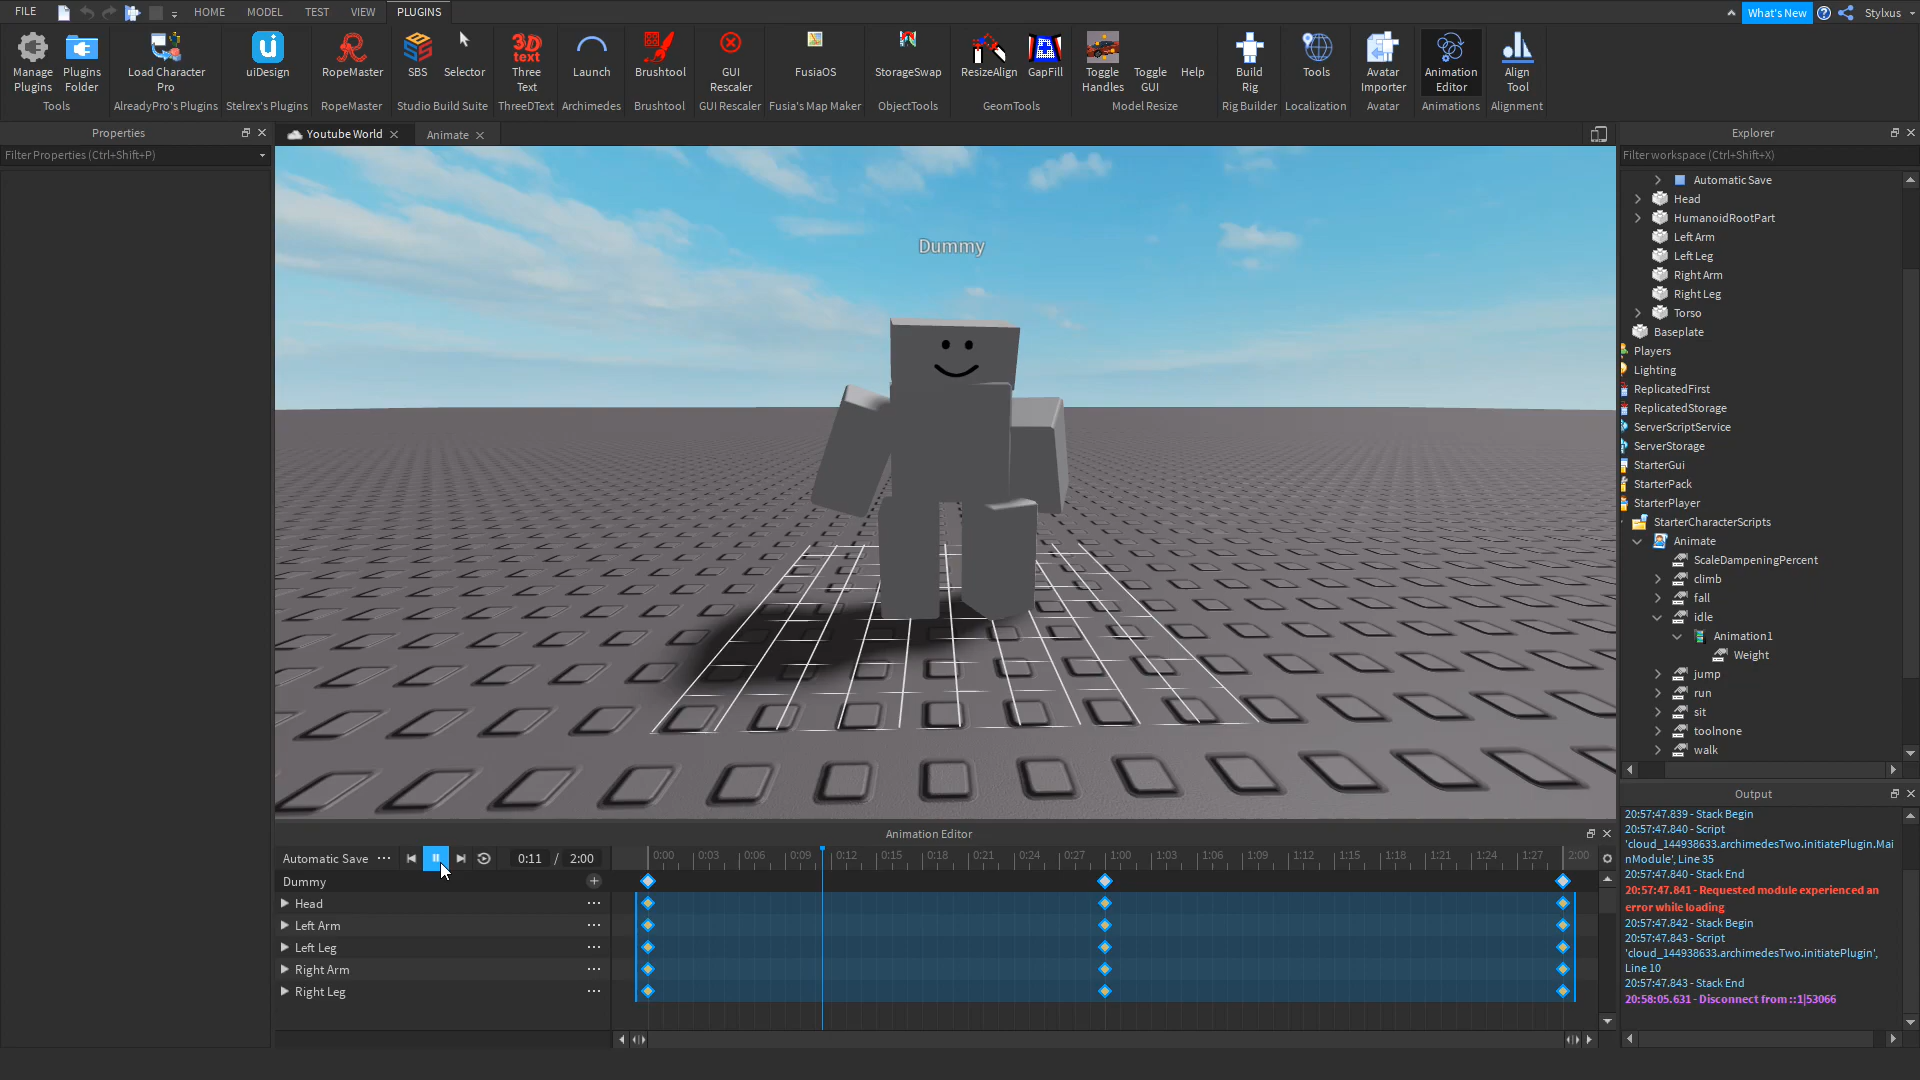 FILE HOME MODEL TEST VIEW PLUGINS What's New Stylxus
Manage Plugins
Plugins Folder
Load Character Pro
uiDesign
RopeMaster
SBS
Selector
Three Text
Launch
Brushtool
GUI Rescaler
FusiaOS
StorageSwap
ResizeAlign
GapFill
Toggle Handles
Toggle GUI
Help
Build Rig
Tools
Avatar Importer
Animation Editor
Align Tool
Tools AlreadyPro's Plugins Stelrex's Plugins RopeMaster Studio Build Suite ThreeDText Archimedes Brushtool GUI Rescaler Fusia's Map Maker ObjectTools GeomTools Model Resize Rig Builder Localization Avatar Animations Alignment
Properties
Filter Properties (Ctrl+Shift+P)
Youtube World
Animate
Dummy
Explorer
Filter workspace (Ctrl+Shift+X)
Automatic Save
Head
HumanoidRootPart
Left Arm
Left Leg
Right Arm
Right Leg
Torso
Baseplate
Players
Lighting
ReplicatedFirst
ReplicatedStorage
ServerScriptService
ServerStorage
StarterGui
StarterPack
StarterPlayer
StarterCharacterScripts
Animate
ScaleDampeningPercent
climb
fall
idle
Animation1
Weight
jump
run
sit
toolnone
walk
Output
20:57:47.839 - Stack Begin
20:57:47.840 - Script
'cloud_144938633.archimedesTwo.initiatePlugin.Mai
nModule', Line 35
20:57:47.840 - Stack End
20:57:47.841 - Requested module experienced an
error while loading
20:57:47.842 - Stack Begin
20:57:47.843 - Script
'cloud_144938633.archimedesTwo.initiatePlugin',
Line 10
20:57:47.843 - Stack End
20:58:05.631 - Disconnect from ::1|53066
Animation Editor
Automatic Save 0:11 / 2:00 0:00 0:03 0:06 0:09 0:12 0:15 0:18 0:21 0:24 0:27 1:00 1:03 1:06 1:09 1:12 1:15 1:18 1:21 1:24 1:27 2:00
Dummy
Head
Left Arm
Left Leg
Right Arm
Right Leg